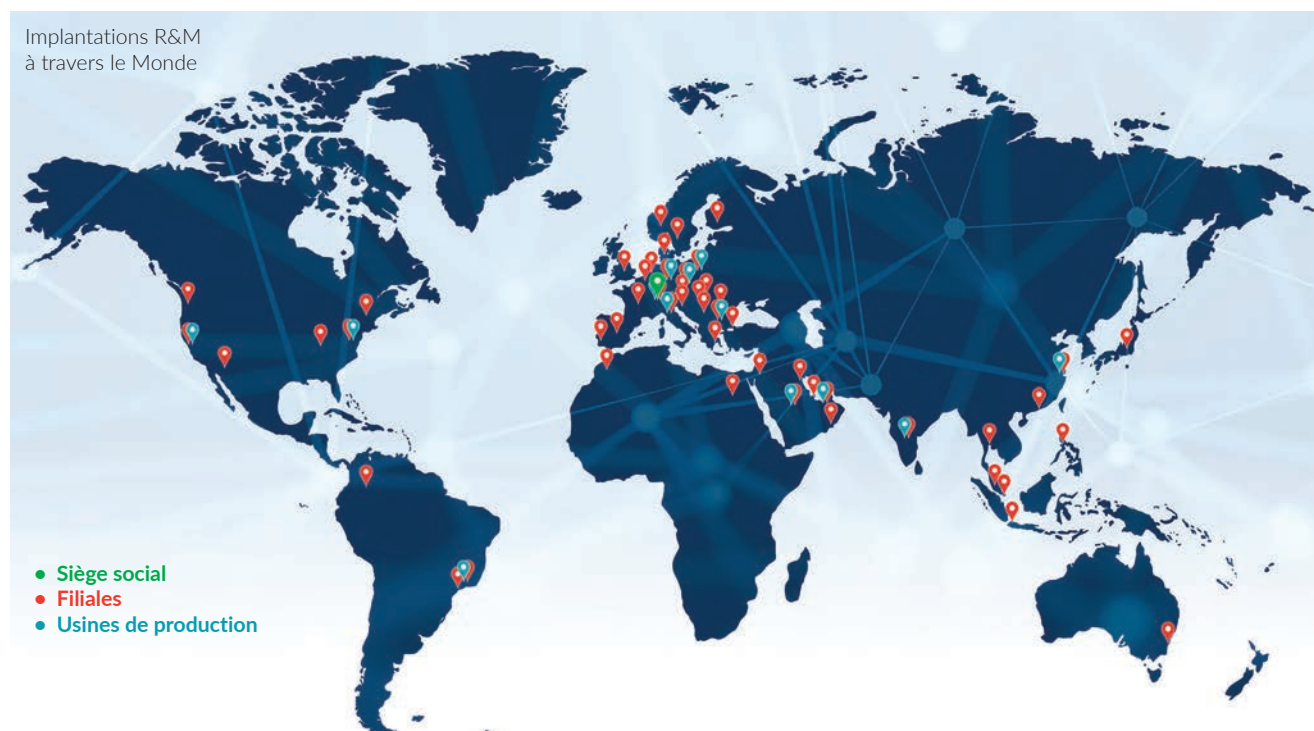 Implantations R&M
à travers le Monde
• Siège social
• Filiales
• Usines de production